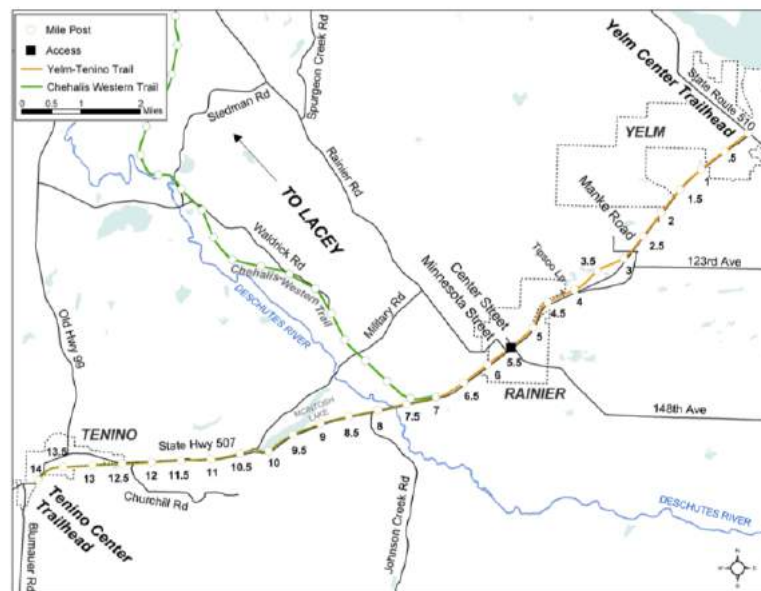 Mile Post
Access
Yelm-Tenino Trail
Chehalis Western Trail
0 0.5 1 2
Miles
Spurgeon Creek Rd
Stedman Rd
Rainier Rd
TO LACEY
Yelm Center Trailhead
State Route 510
YELM
.5
1
1.5
2
Manke Road
2.5
3
123rd Ave
3.5
4
4.5
Center Street
Minnesota Street
5
5.5
6
RAINIER
148th Ave
6.5
7
7.5
Waldrick Rd
Chehalis-Western Trail
DESCHUTES RIVER
Military Rd
Old Hwy 99
MCINTOSH
LAKE
8
8.5
9
9.5
10
10.5
State Hwy 507
11
11.5
12
12.5
13
13.5
14
TENINO
Churchill Rd
Tenino Center
Trailhead
Blumauer Rd
Johnson Creek Rd
DESCHUTES RIVER
N
W
E
S